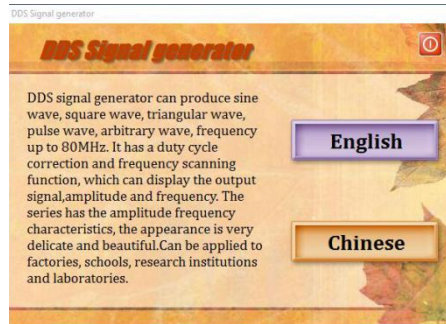 DDS Signal generator
DDS Signal generator
DDS signal generator can produce sine
wave, square wave, triangular wave,
pulse wave, arbitrary wave, frequency
up to 80MHz. It has a duty cycle
correction and frequency scanning
function, which can display the output
signal,amplitude and frequency. The
series has the amplitude frequency
characteristics, the appearance is very
delicate and beautiful.Can be applied to
factories, schools, research institutions
and laboratories.
English
Chinese